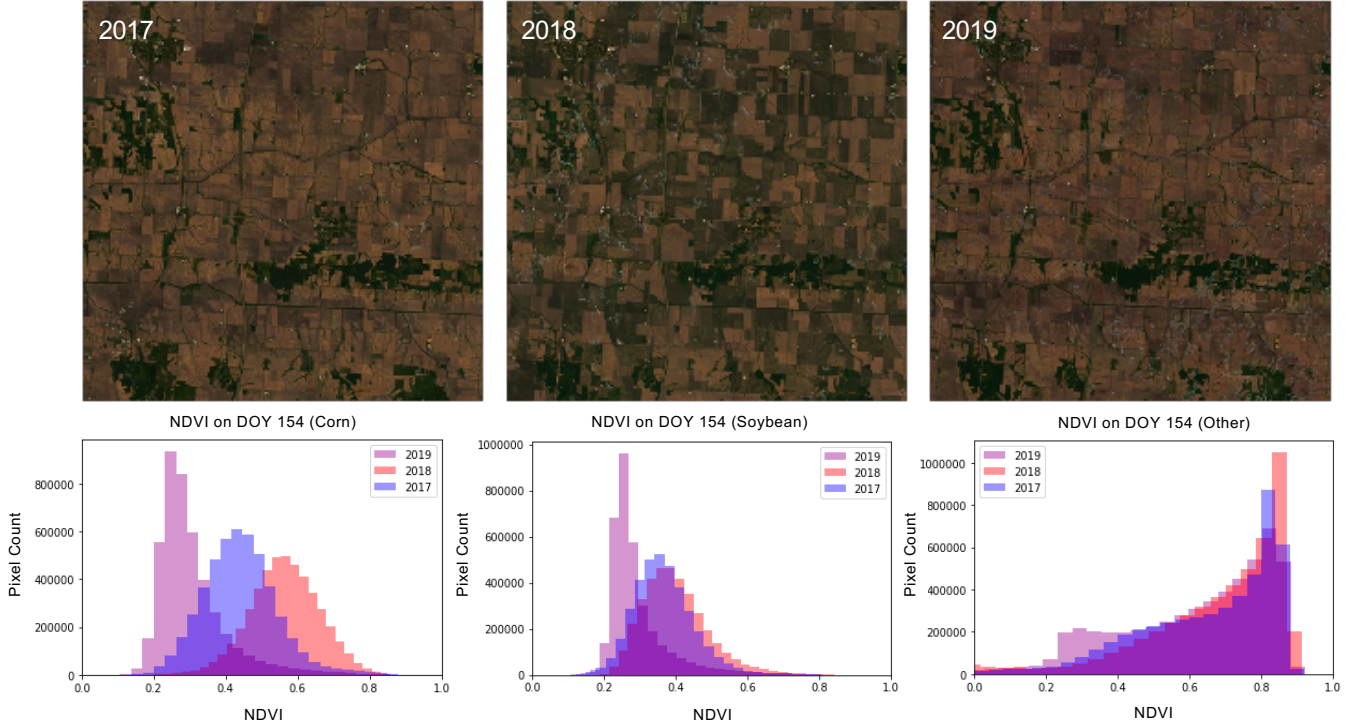 2017
2018
2019
NDVI on DOY 154 (Corn)
NDVI on DOY 154 (Soybean)
NDVI on DOY 154 (Other)
Pixel Count
800000
600000
400000
200000
0
2019
2018
2017
0.0 0.2 0.4 0.6 0.8 1.0
NDVI
Pixel Count
1000000
800000
600000
400000
200000
0
2019
2018
2017
0.0 0.2 0.4 0.6 0.8 1.0
NDVI
Pixel Count
1000000
800000
600000
400000
200000
0
2019
2018
2017
0.0 0.2 0.4 0.6 0.8 1.0
NDVI